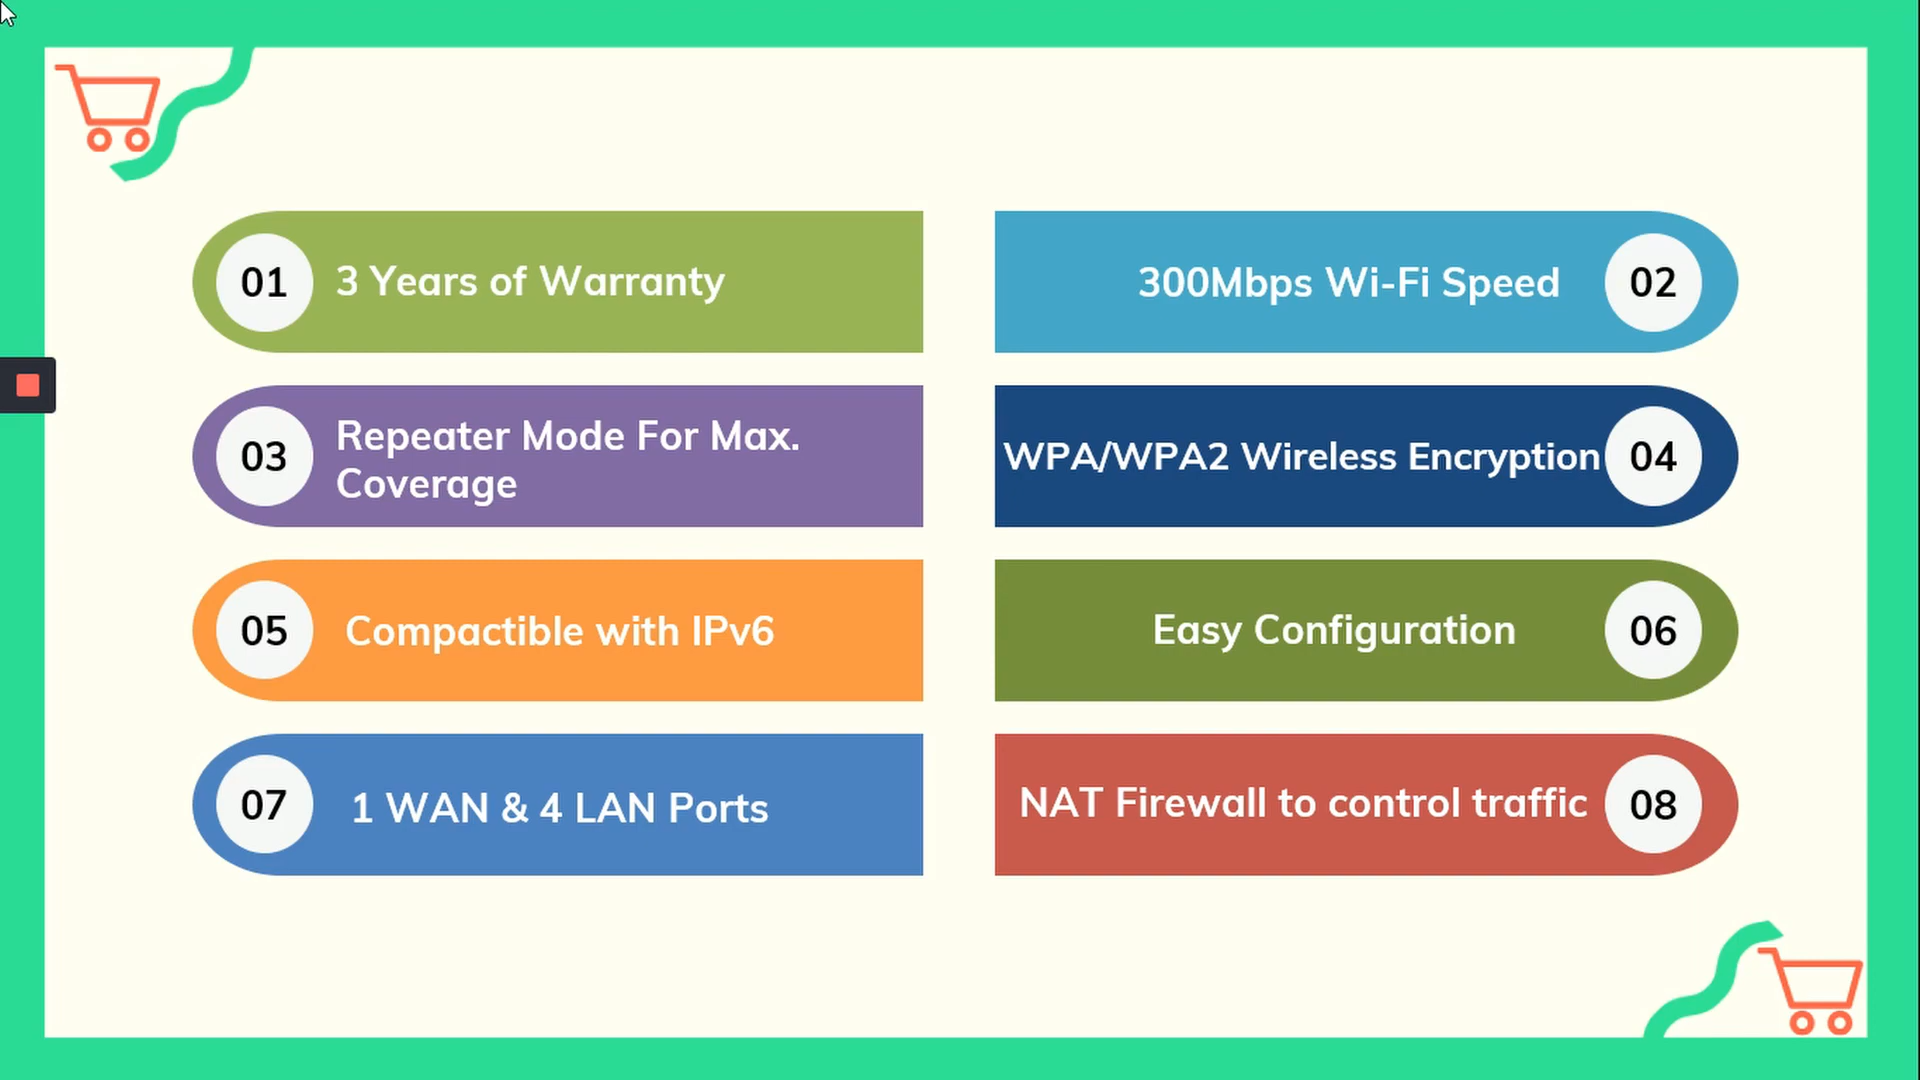 01
3 Years of Warranty
300Mbps Wi-Fi Speed
02
03
Repeater Mode For Max.
Coverage
WPA/WPA2 Wireless Encryption
04
05
Compactible with IPv6
Easy Configuration
06
07
1 WAN & 4 LAN Ports
NAT Firewall to control traffic
08